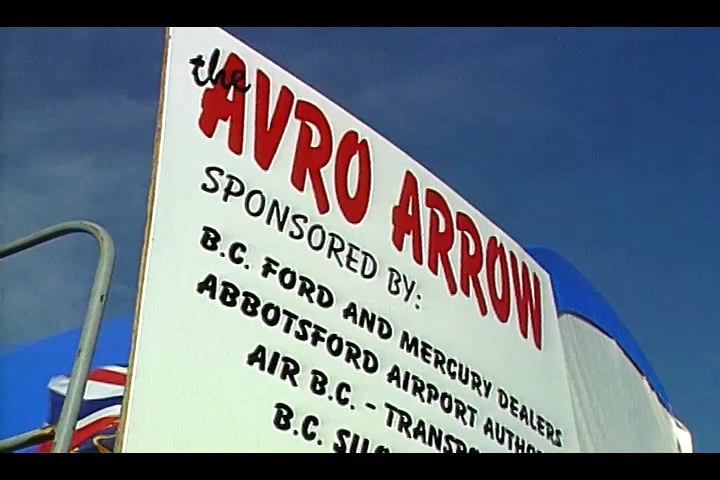 the
AVRO ARROW
SPONSORED BY:
B.C. FORD AND MERCURY DEALERS
ABBOTSFORD AIRPORT
AIR B.C. -
B.C.